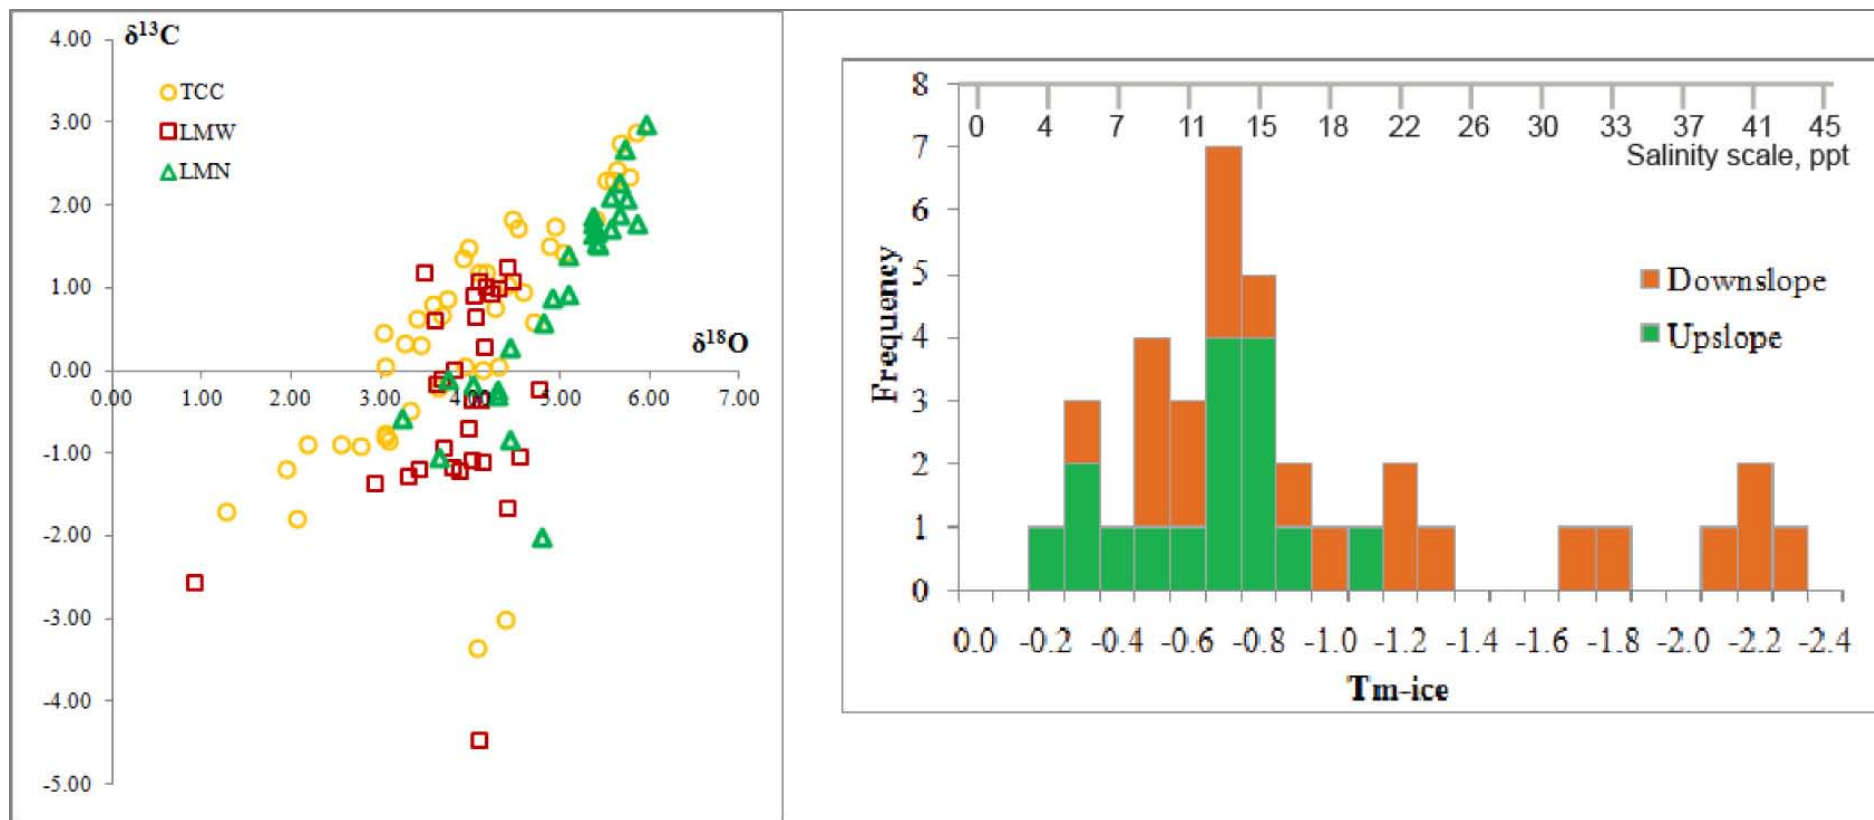 4.00
δ¹³C
TCC
3.00
LMW
LMN
2.00
1.00
δ¹⁸O
0.00
0.00 1.00 2.00 3.00 4.00 5.00 6.00 7.00
-1.00
-2.00
-3.00
-4.00
-5.00
8
0 4 7 11 15 18 22 26 30 33 37 41 45
Salinity scale, ppt
7
6
5
4
3
2
1
0
Frequency
Downslope
Upslope
0.0 -0.2 -0.4 -0.6 -0.8 -1.0 -1.2 -1.4 -1.6 -1.8 -2.0 -2.2 -2.4
Tm-ice